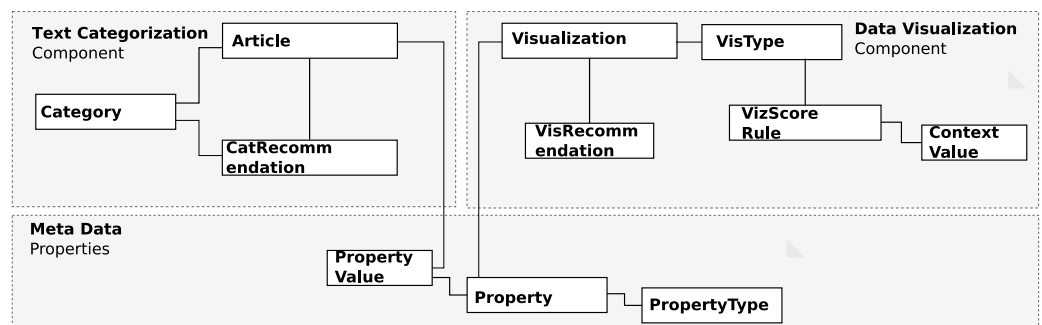 Text Categorization
Component
Article
Category
CatRecomm
endation
Visualization
VisType
Data Visualization
Component
VisRecomm
endation
VizScore
Rule
Context
Value
Meta Data
Properties
Property
Value
Property
PropertyType